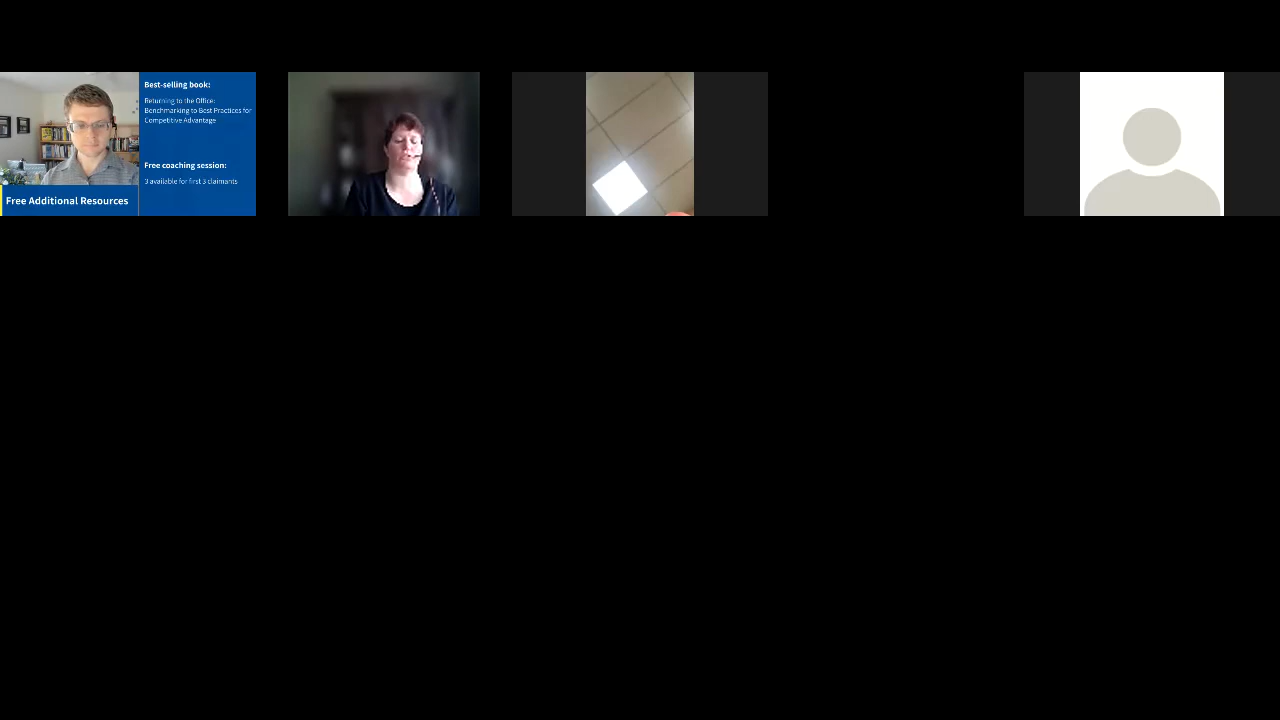 Best-selling book:
Returning to the Office:
Benchmarking to Best Practices for
Competitive Advantage
Free coaching session:
3 available for first 3 claimants
Free Additional Resources